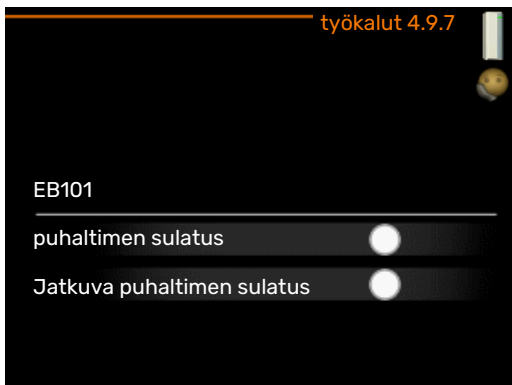 työkalut 4.9.7
EB101
puhaltimen sulatus
Jatkuva puhaltimen sulatus